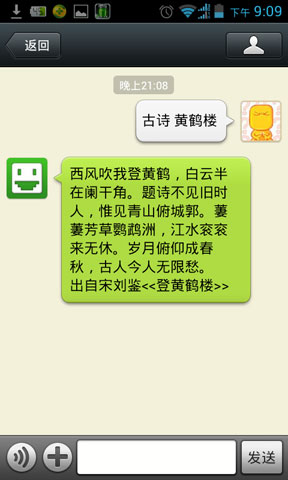 下午 9:09
返回
晚上21:08
古诗 黄鹤楼
西风吹我登黄鹤，白云半
在阑干角。题诗不见旧时
人，惟见青山俯城郭。萋
萋芳草鹦鹉洲，江水衮衮
来无休。岁月俯仰成春
秋，古人今人无限愁。
出自宋刘鉴<<登黄鹤楼>>
发送